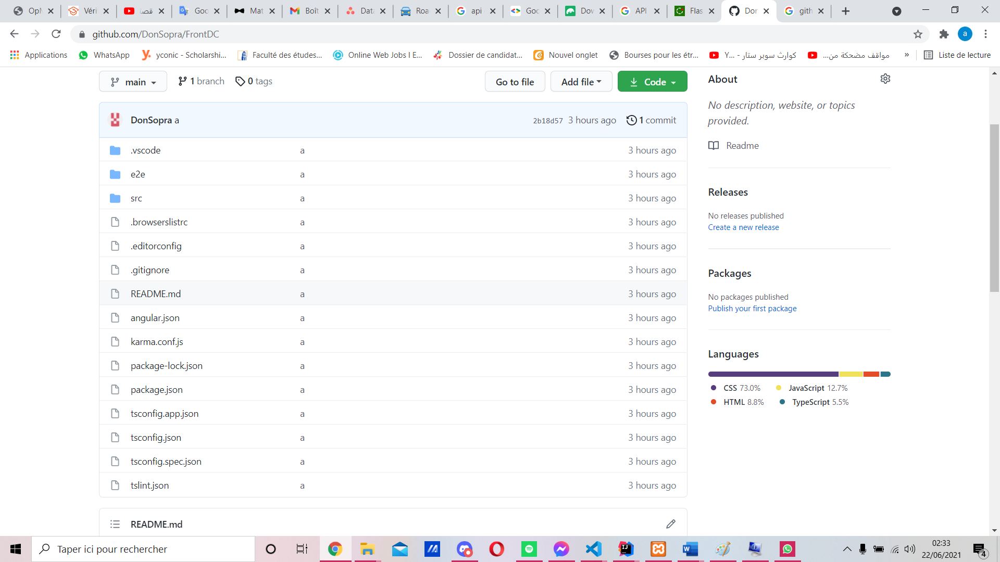 OpM Véri قصة Goo Mat Boît Data Roa api Goo Dow API Flas Don gith
github.com/DonSopra/FrontDC a
Applications WhatsApp yconic - Scholarshi... Faculté des études... Online Web Jobs I E... Dossier de candidat... Nouvel onglet Bourses pour les étr... Y... - كوارث سوبر ستار مواقف مضحكة من... » Liste de lecture
main 1 branch 0 tags Go to file Add file Code
DonSopra a 2b18d57 3 hours ago 1 commit
.vscode a 3 hours ago
e2e a 3 hours ago
src a 3 hours ago
.browserslistrc a 3 hours ago
.editorconfig a 3 hours ago
.gitignore a 3 hours ago
README.md a 3 hours ago
angular.json a 3 hours ago
karma.conf.js a 3 hours ago
package-lock.json a 3 hours ago
package.json a 3 hours ago
tsconfig.app.json a 3 hours ago
tsconfig.json a 3 hours ago
tsconfig.spec.json a 3 hours ago
tslint.json a 3 hours ago
README.md
About
No description, website, or topics
provided.
Readme
Releases
No releases published
Create a new release
Packages
No packages published
Publish your first package
Languages
CSS 73.0% JavaScript 12.7%
HTML 8.8% TypeScript 5.5%
Taper ici pour rechercher
02:33
22/06/2021
4